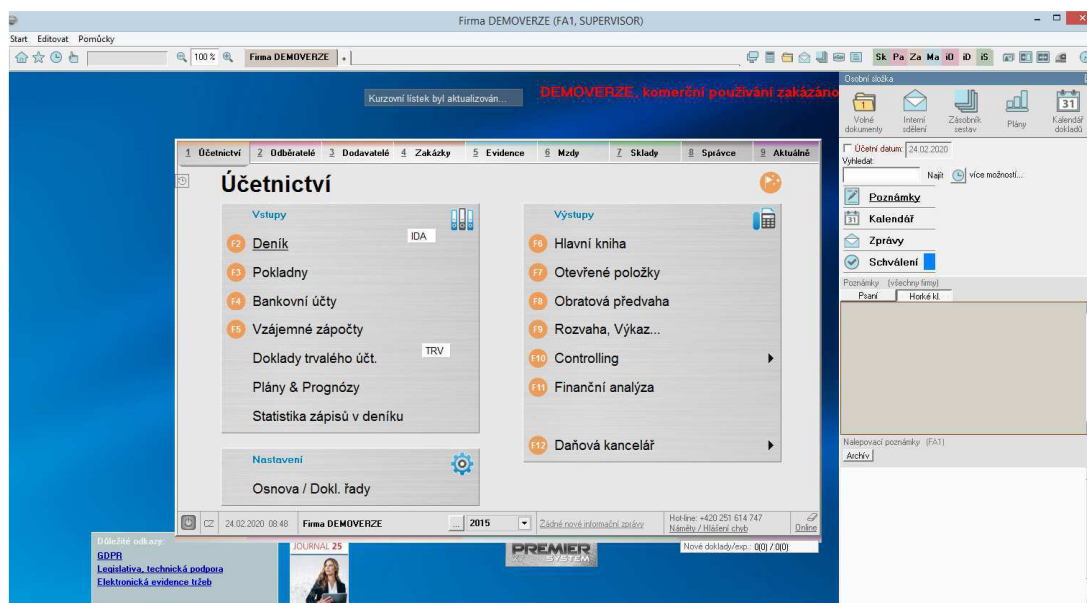 Firma DEMOVERZE (FA1, SUPERVISOR)
Start Editovat Pomůcky
100 %
Firma DEMOVERZE
Sk Pa Za Ma iO iD iS
Kurzovní lístek byl aktualizován...
DEMOVERZE, komerční používání zakázáno
1 Účetnictví 2 Odběratelé 3 Dodavatelé 4 Zakázky 5 Evidence 6 Mzdy 7 Sklady 8 Správce 9 Aktuálně
Účetnictví
Vstupy
F2 Deník
IDA
F3 Pokladny
F4 Bankovní účty
F5 Vzájemné zápočty
Doklady trvalého účt.
TRV
Plány & Prognózy
Statistika zápisů v deníku
Nastavení
Osnova / Dokl. řady
Výstupy
F6 Hlavní kniha
F7 Otevřené položky
F8 Obratová předvaha
F9 Rozvaha, Výkaz...
F10 Controlling
F11 Finanční analýza
F12 Daňová kancelář
CZ 24.02.2020 08:48 Firma DEMOVERZE ... 2015 Žádné nové informační zprávy
Hot-line: +420 251 614 747
Náměty / Hlášení chyb
Online
Důležité odkazy:
GDPR
Legislativa, technická podpora
Elektronická evidence tržeb
JOURNAL 25
PREMIER
SYSTEM
Nové doklady/exp.: 0(0) / 0(0)
Osobní složka
1
Volné dokumenty
Interní sdělení
Zásobník sestav
Plány
31
Kalendář dokladů
Účetní datum: 24.02.2020
Vyhledat:
Najít více možností...
Poznámky
31 Kalendář
Zprávy
Schválení
Poznámky (všechny firmy)
Psaní Horké kl.
Nalepovací poznámky (FA1)
Archív